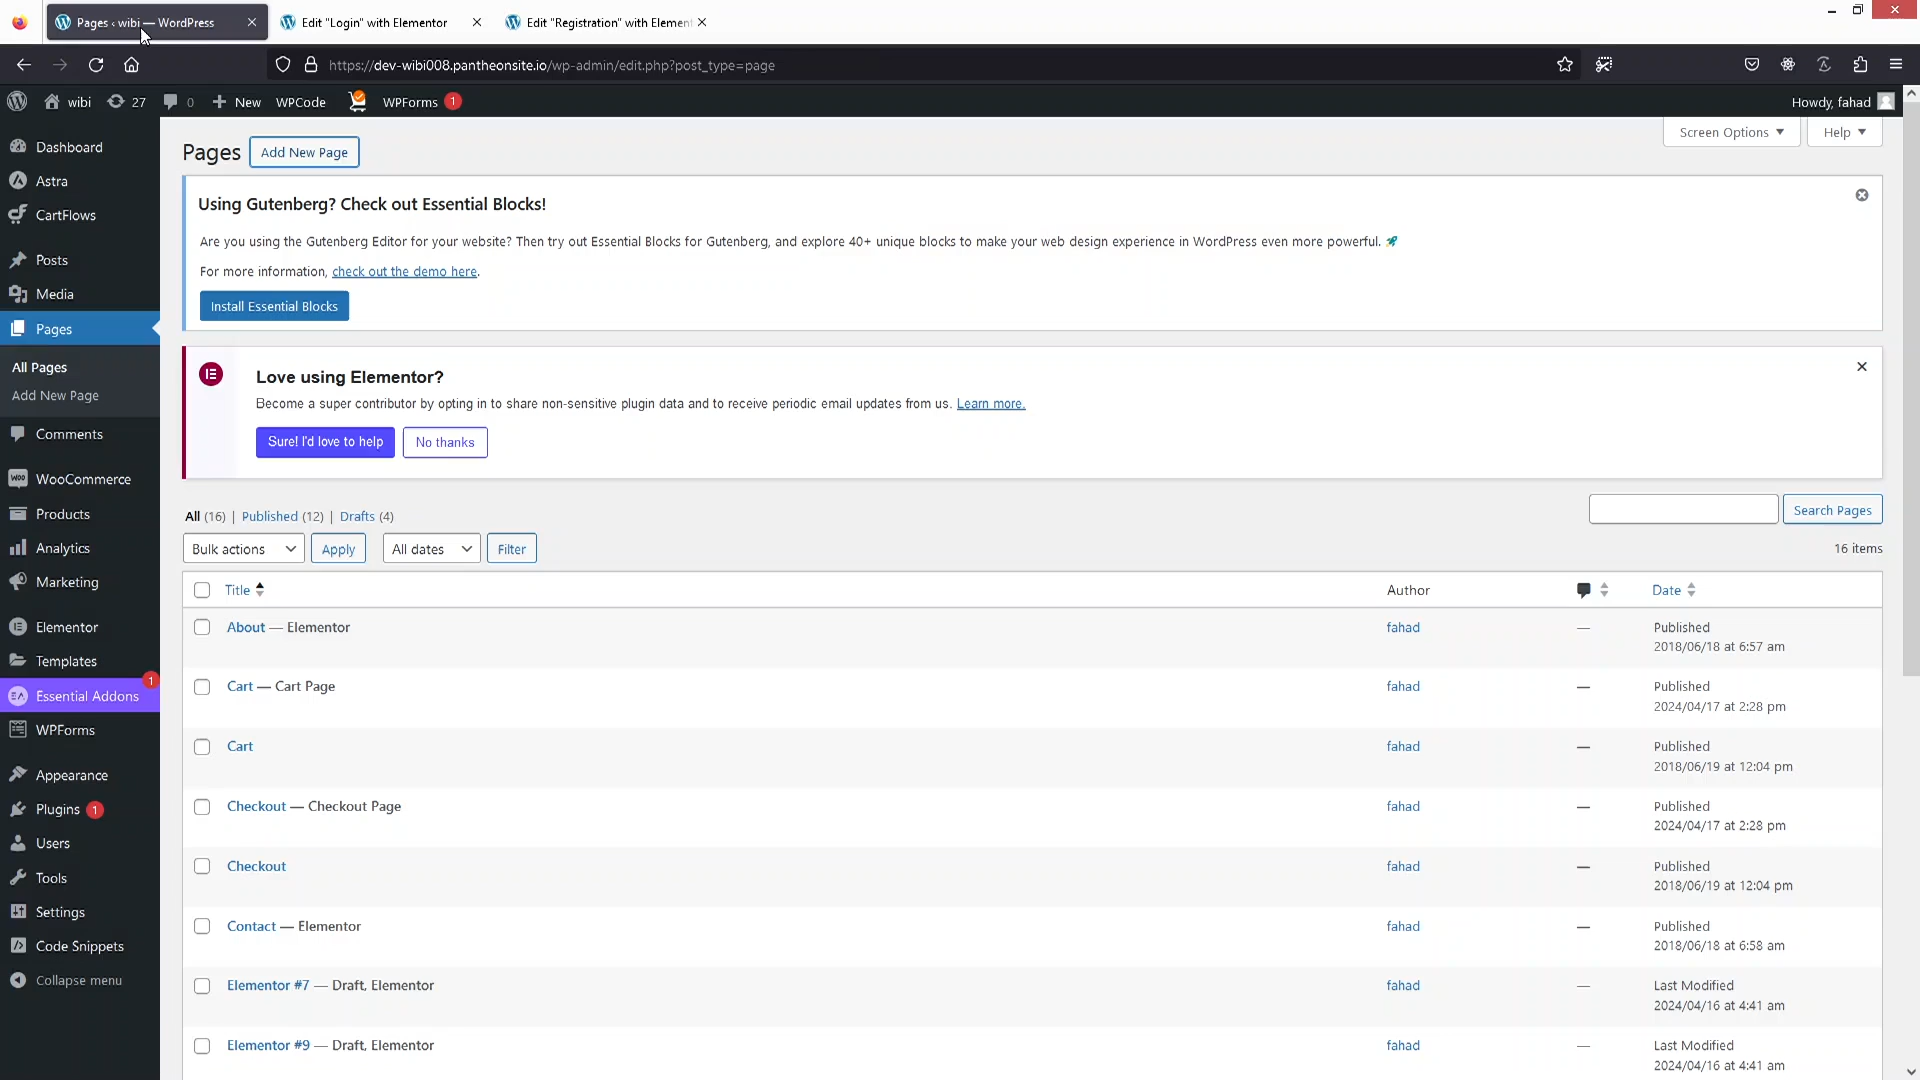 Pages ‹ wibi — WordPress
Edit "Login" with Elementor
Edit "Registration" with Elemen
https://dev-wibi008.pantheonsite.io/wp-admin/edit.php?post_type=page
wibi
27
0
New
WPCode
WPForms 1
Howdy, fahad
Dashboard
Astra
CartFlows
Posts
Media
Pages
All Pages
Add New Page
Comments
WooCommerce
Products
Analytics
Marketing
Elementor
Templates
Essential Addons 1
WPForms
Appearance
Plugins 1
Users
Tools
Settings
Code Snippets
Collapse menu
Screen Options
Help
Pages Add New Page
Using Gutenberg? Check out Essential Blocks!
Are you using the Gutenberg Editor for your website? Then try out Essential Blocks for Gutenberg, and explore 40+ unique blocks to make your web design experience in WordPress even more powerful. 🚀
For more information, check out the demo here.
Install Essential Blocks
Love using Elementor?
Become a super contributor by opting in to share non-sensitive plugin data and to receive periodic email updates from us. Learn more.
Sure! I'd love to help No thanks
All (16) | Published (12) | Drafts (4)
Search Pages
Bulk actions Apply All dates Filter
16 items
Title Author Date
About — Elementor fahad — Published
2018/06/18 at 6:57 am
Cart — Cart Page fahad — Published
2024/04/17 at 2:28 pm
Cart fahad — Published
2018/06/19 at 12:04 pm
Checkout — Checkout Page fahad — Published
2024/04/17 at 2:28 pm
Checkout fahad — Published
2018/06/19 at 12:04 pm
Contact — Elementor fahad — Published
2018/06/18 at 6:58 am
Elementor #7 — Draft, Elementor fahad — Last Modified
2024/04/16 at 4:41 am
Elementor #9 — Draft, Elementor fahad — Last Modified
2024/04/16 at 4:41 am